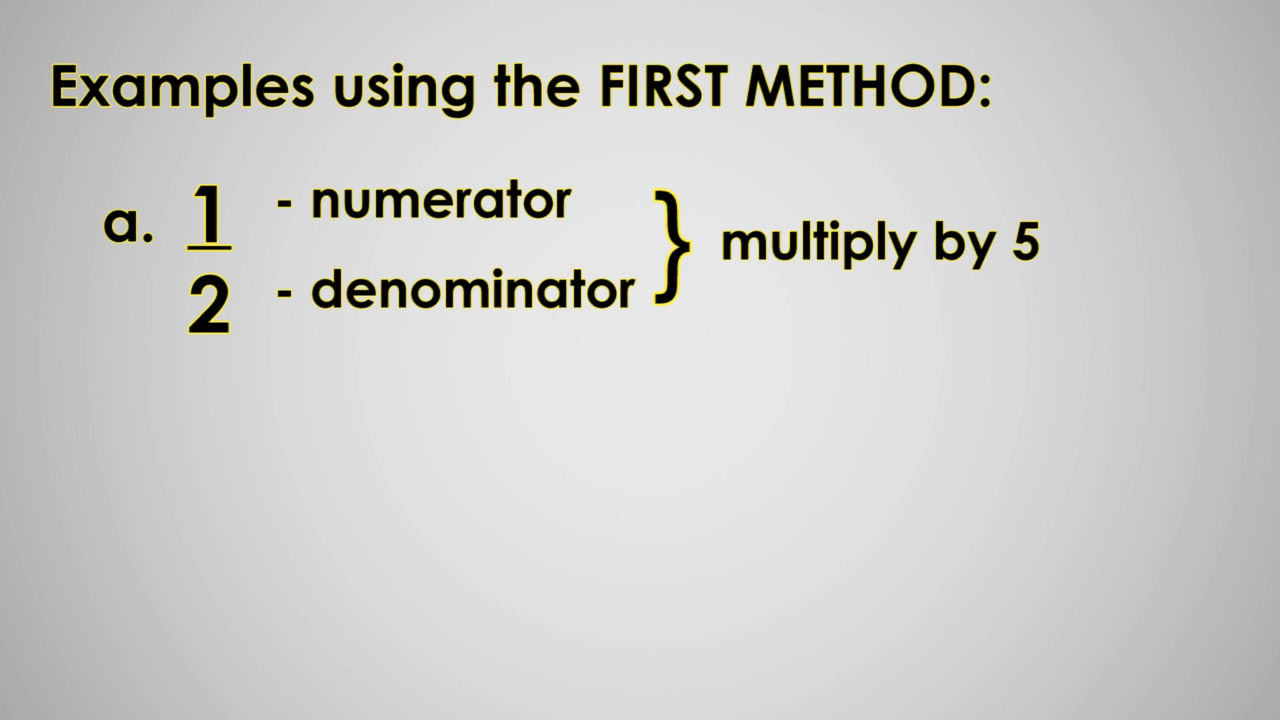 Examples using the FIRST METHOD:
a. 1 - numerator
2 - denominator
} multiply by 5